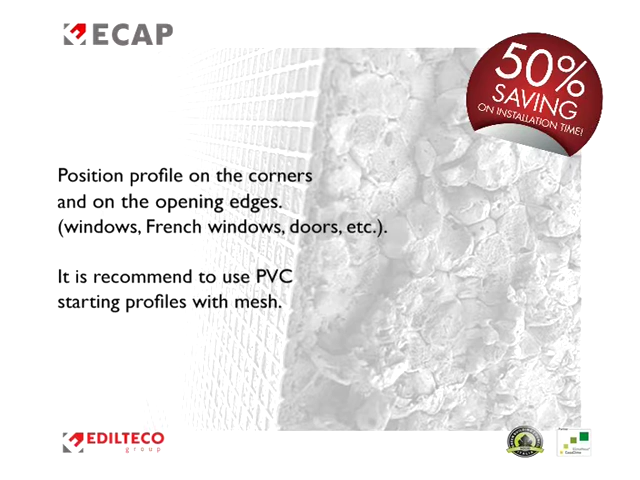 ECAP
50%
SAVING
ON INSTALLATION TIME!
Position profile on the corners
and on the opening edges.
(windows, French windows, doors, etc.).
It is recommend to use PVC
starting profiles with mesh.
EDILTECO
group